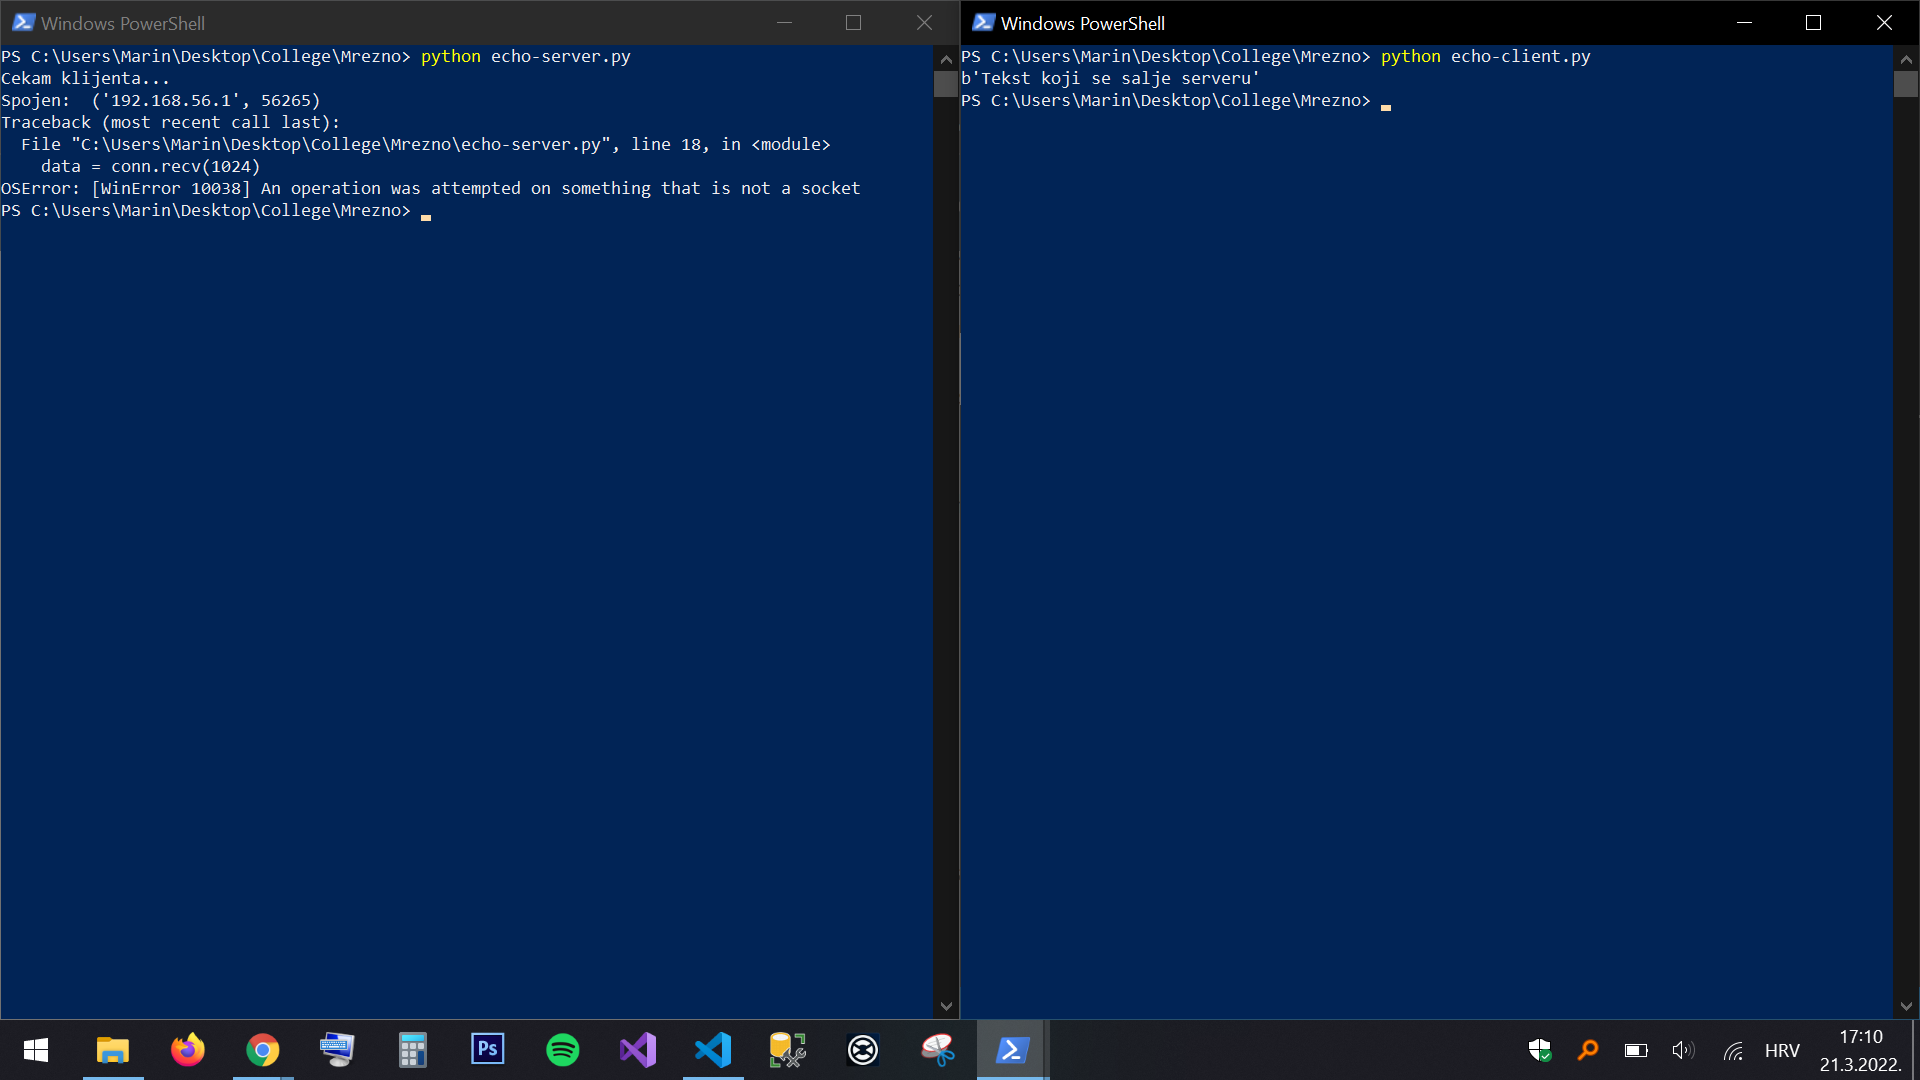 Windows PowerShell
PS C:\Users\Marin\Desktop\College\Mrezno> python echo-server.py
Cekam klijenta...
Spojen:  ('192.168.56.1', 56265)
Traceback (most recent call last):
  File "C:\Users\Marin\Desktop\College\Mrezno\echo-server.py", line 18, in <module>
    data = conn.recv(1024)
OSError: [WinError 10038] An operation was attempted on something that is not a socket
PS C:\Users\Marin\Desktop\College\Mrezno>
Windows PowerShell
PS C:\Users\Marin\Desktop\College\Mrezno> python echo-client.py
b'Tekst koji se salje serveru'
PS C:\Users\Marin\Desktop\College\Mrezno>
Ps
HRV
17:10
21.3.2022.